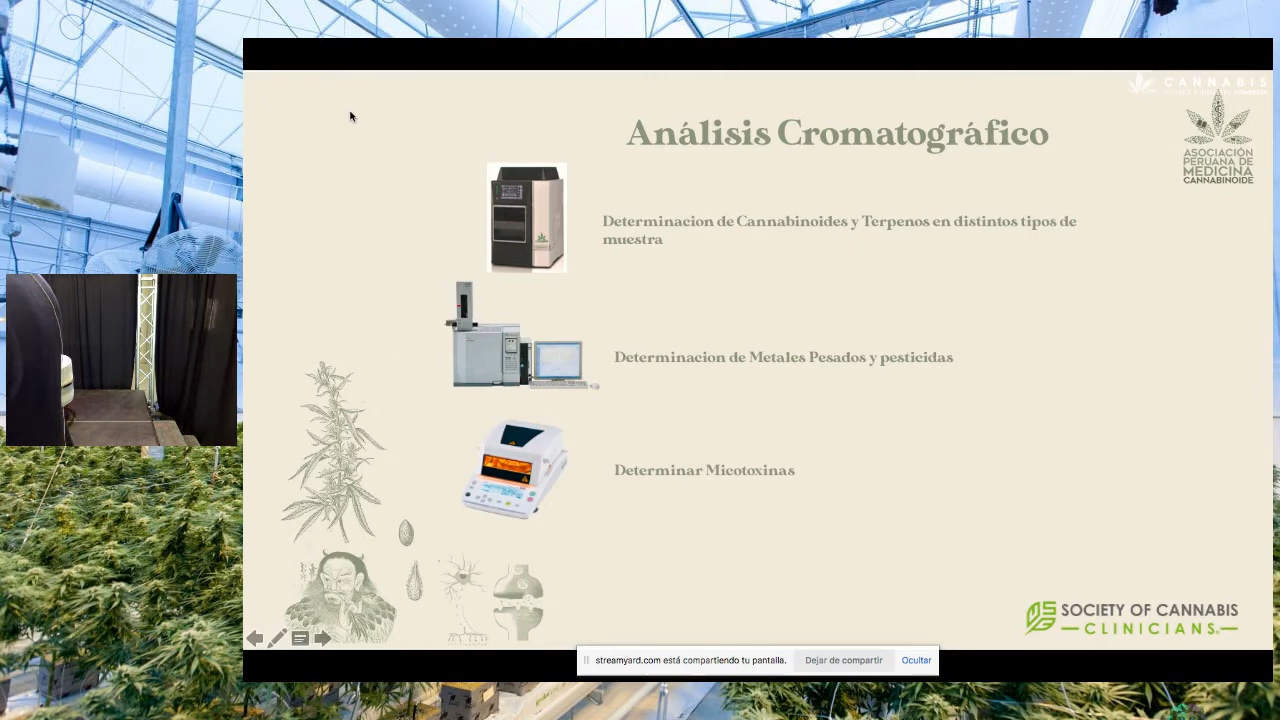 CANNABIS
Análisis Cromatográfico
ASOCIACIÓN
PERUANA DE
MEDICINA
CANNABINOIDE
Determinacion de Cannabinoides y Terpenos en distintos tipos de
muestra
Determinacion de Metales Pesados y pesticidas
Determinar Micotoxinas
SOCIETY OF CANNABIS
CLINICIANS
streamyard.com está compartiendo tu pantalla.
Dejar de compartir
Ocultar